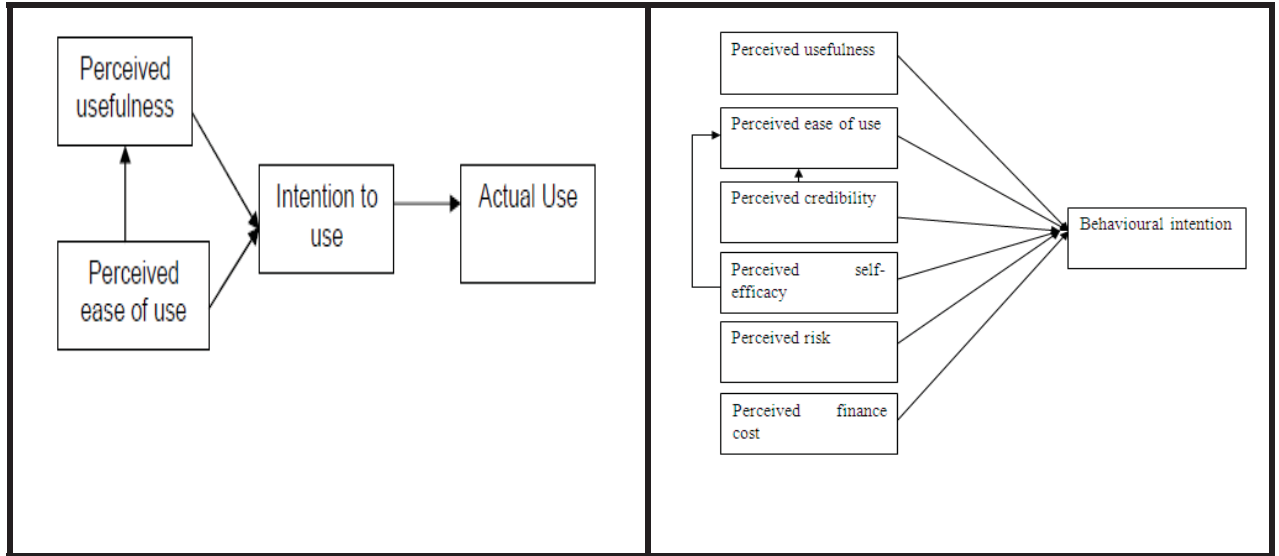 Perceived
usefulness
Intention to
use
Actual Use
Perceived
ease of use
Perceived usefulness
Perceived ease of use
Perceived credibility
Perceived self-
efficacy
Perceived risk
Perceived finance
cost
Behavioural intention